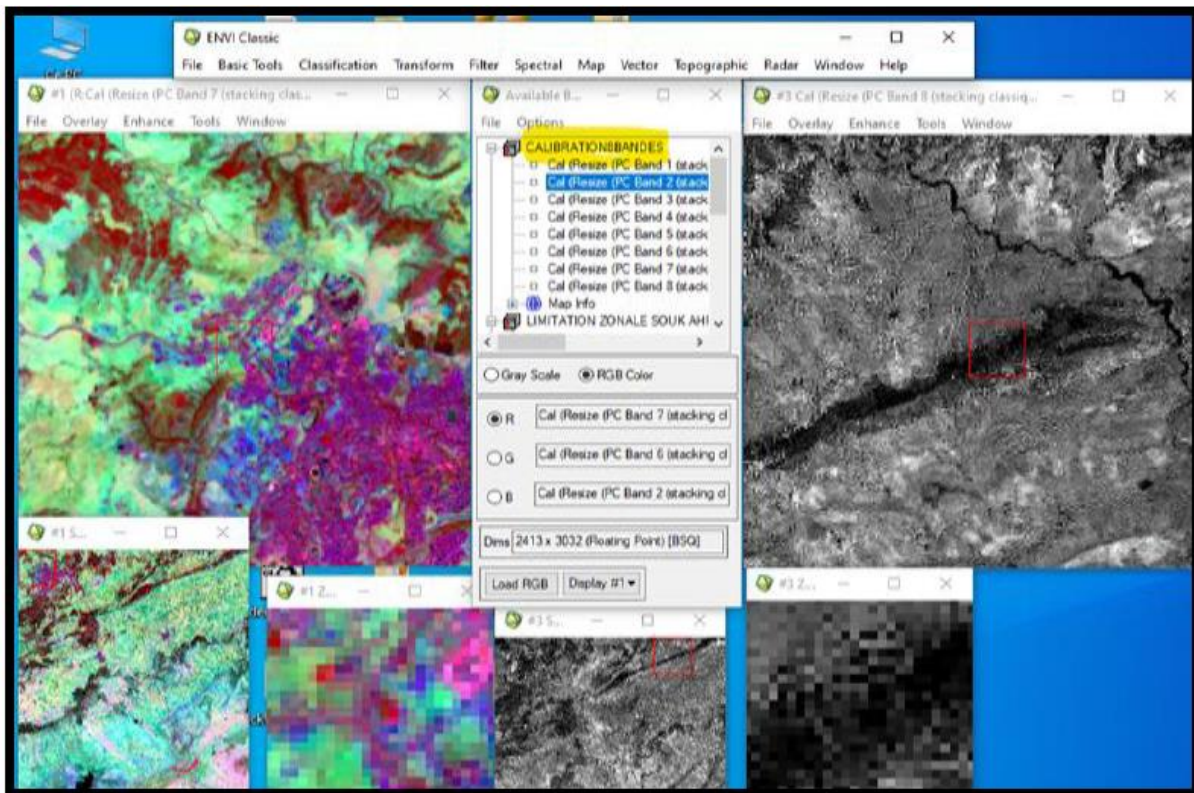 ENVI Classic
File Basic Tools Classification Transform Filter Spectral Map Vector Topographic Radar Window Help
#1 (R:Cal (Resize (PC Band 7 (stacking clas...
File Overlay Enhance Tools Window
Available B...
File Options
CALIBRATION8BANDES
Cal (Resize (PC Band 1 (stack
Cal (Resize (PC Band 2 (stack
Cal (Resize (PC Band 3 (stack
Cal (Resize (PC Band 4 (stack
Cal (Resize (PC Band 5 (stack
Cal (Resize (PC Band 6 (stack
Cal (Resize (PC Band 7 (stack
Cal (Resize (PC Band 8 (stack
Map Info
LIMITATION ZONALE SOUK AHI
Gray Scale RGB Color
R Cal (Resize (PC Band 7 (stacking cl
G Cal (Resize (PC Band 6 (stacking cl
B Cal (Resize (PC Band 2 (stacking cl
Dims 2413 x 3032 (Floating Point) [BSQ]
Load RGB Display #1
#3 Cal (Resize (PC Band 8 (stacking classiq...
File Overlay Enhance Tools Window
#1 S...
#1 Z...
#3 S...
#3 Z...